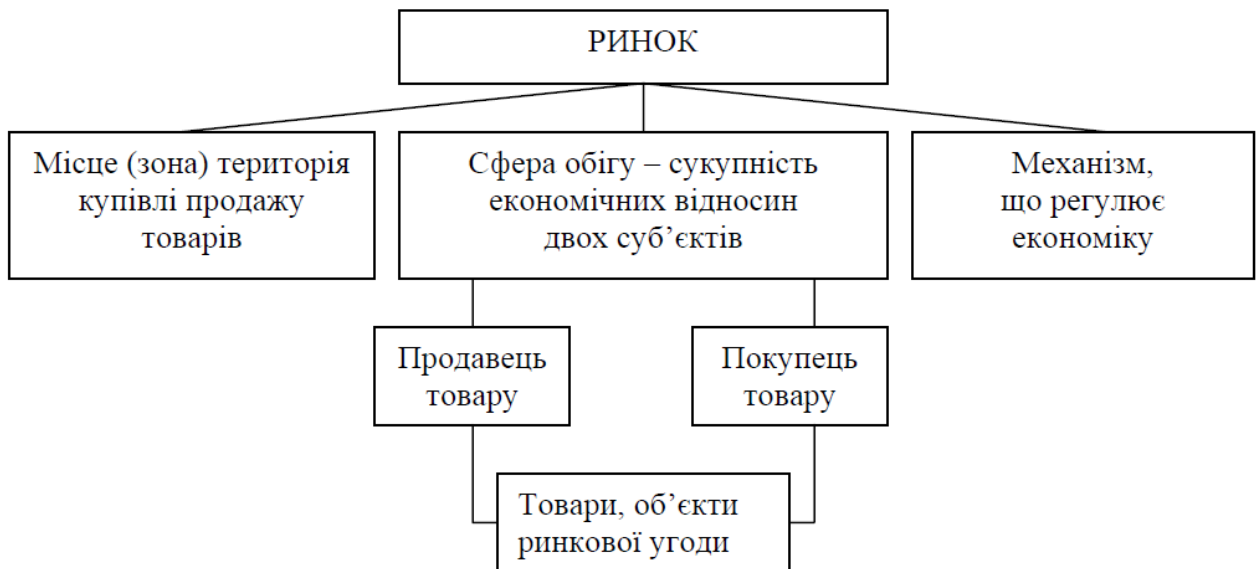 РИНОК
Місце (зона) територія
купівлі продажу
товарів
Сфера обігу – сукупність
економічних відносин
двох суб’єктів
Механізм,
що регулює
економіку
Продавець
товару
Покупець
товару
Товари, об’єкти
ринкової угоди